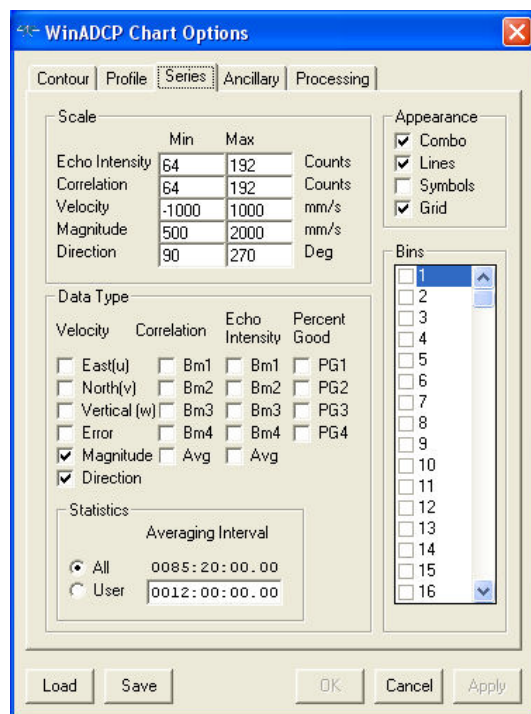 WinADCP Chart Options
Contour Profile Series Ancillary Processing
Scale
Min Max
Echo Intensity 64 192 Counts
Correlation 64 192 Counts
Velocity -1000 1000 mm/s
Magnitude 500 2000 mm/s
Direction 90 270 Deg
Appearance
Combo
Lines
Symbols
Grid
Data Type
Velocity Correlation Echo Intensity Percent Good
East(u) Bm1 Bm1 PG1
North(v) Bm2 Bm2 PG2
Vertical (w) Bm3 Bm3 PG3
Error Bm4 Bm4 PG4
Magnitude Avg Avg
Direction
Statistics
Averaging Interval
All 0085:20:00.00
User 0012:00:00.00
Bins
1
2
3
4
5
6
7
8
9
10
11
12
13
14
15
16
Load Save OK Cancel Apply